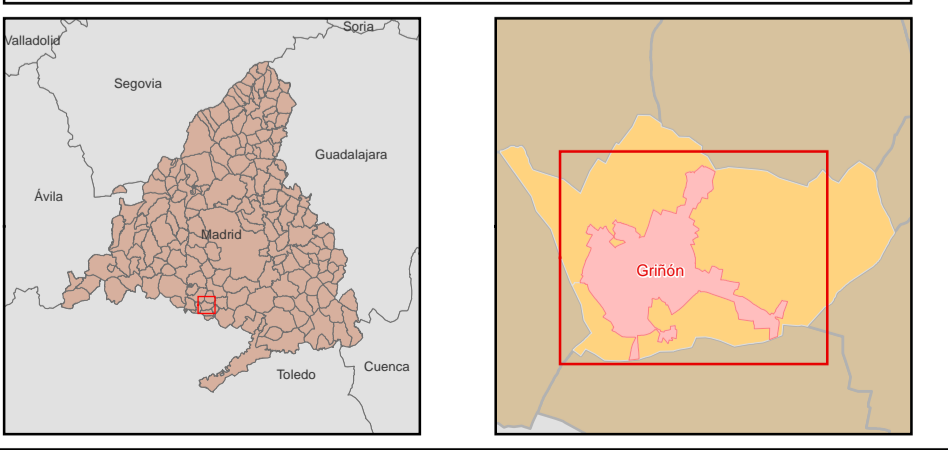 Soria
Valladolid
Segovia
Guadalajara
Ávila
Madrid
Toledo
Cuenca
Griñón